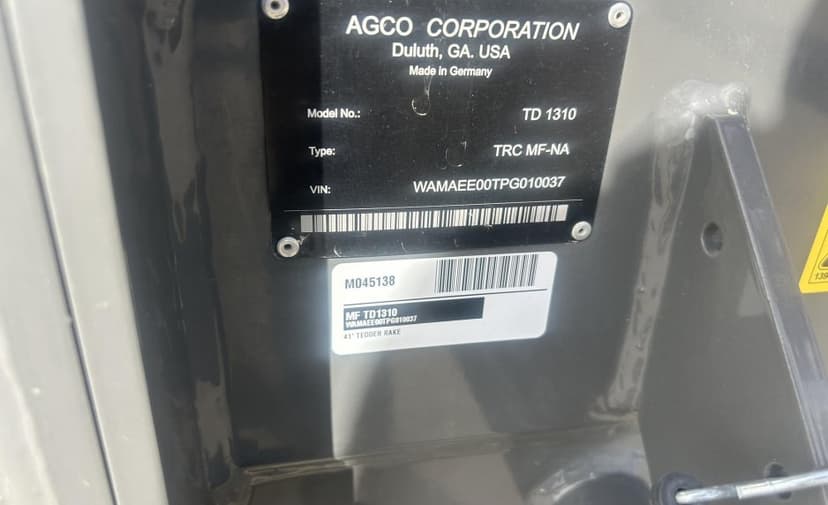 AGCO CORPORATION
Duluth, GA. USA
Made in Germany
Model No.: TD 1310
Type: TRC MF-NA
VIN: WAMAEE00TPG010037
M045138
MF TD1310
WAMAEE00TPG010037
41' TEDDER RAKE